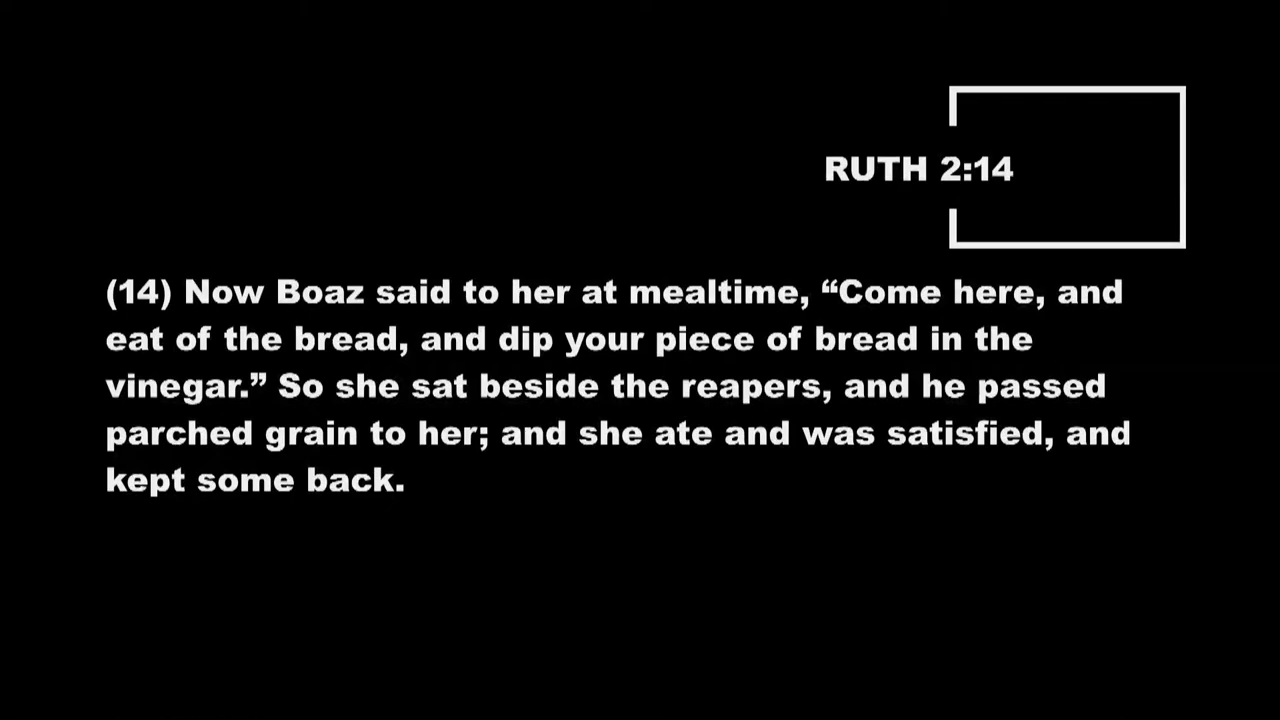 RUTH 2:14
(14) Now Boaz said to her at mealtime, “Come here, and
eat of the bread, and dip your piece of bread in the
vinegar.” So she sat beside the reapers, and he passed
parched grain to her; and she ate and was satisfied, and
kept some back.